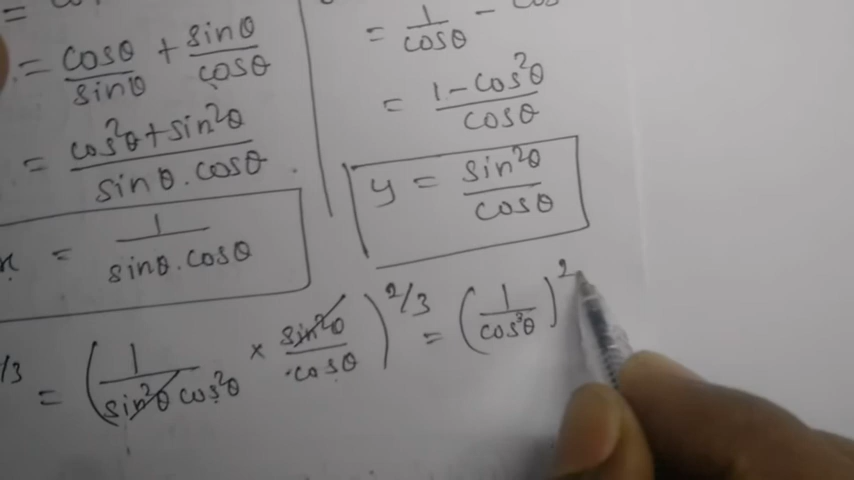 =
= cosθ/sinθ + sinθ/cosθ
= cos²θ+sin²θ/sinθ.cosθ
x = 1/sinθ.cosθ
= 1/cosθ -
= 1-cos²θ/cosθ
y = sin²θ/cosθ
/3 = (1/sin²θ cos²θ × sin²θ/cosθ)^2/3 = (1/cos³θ)^2